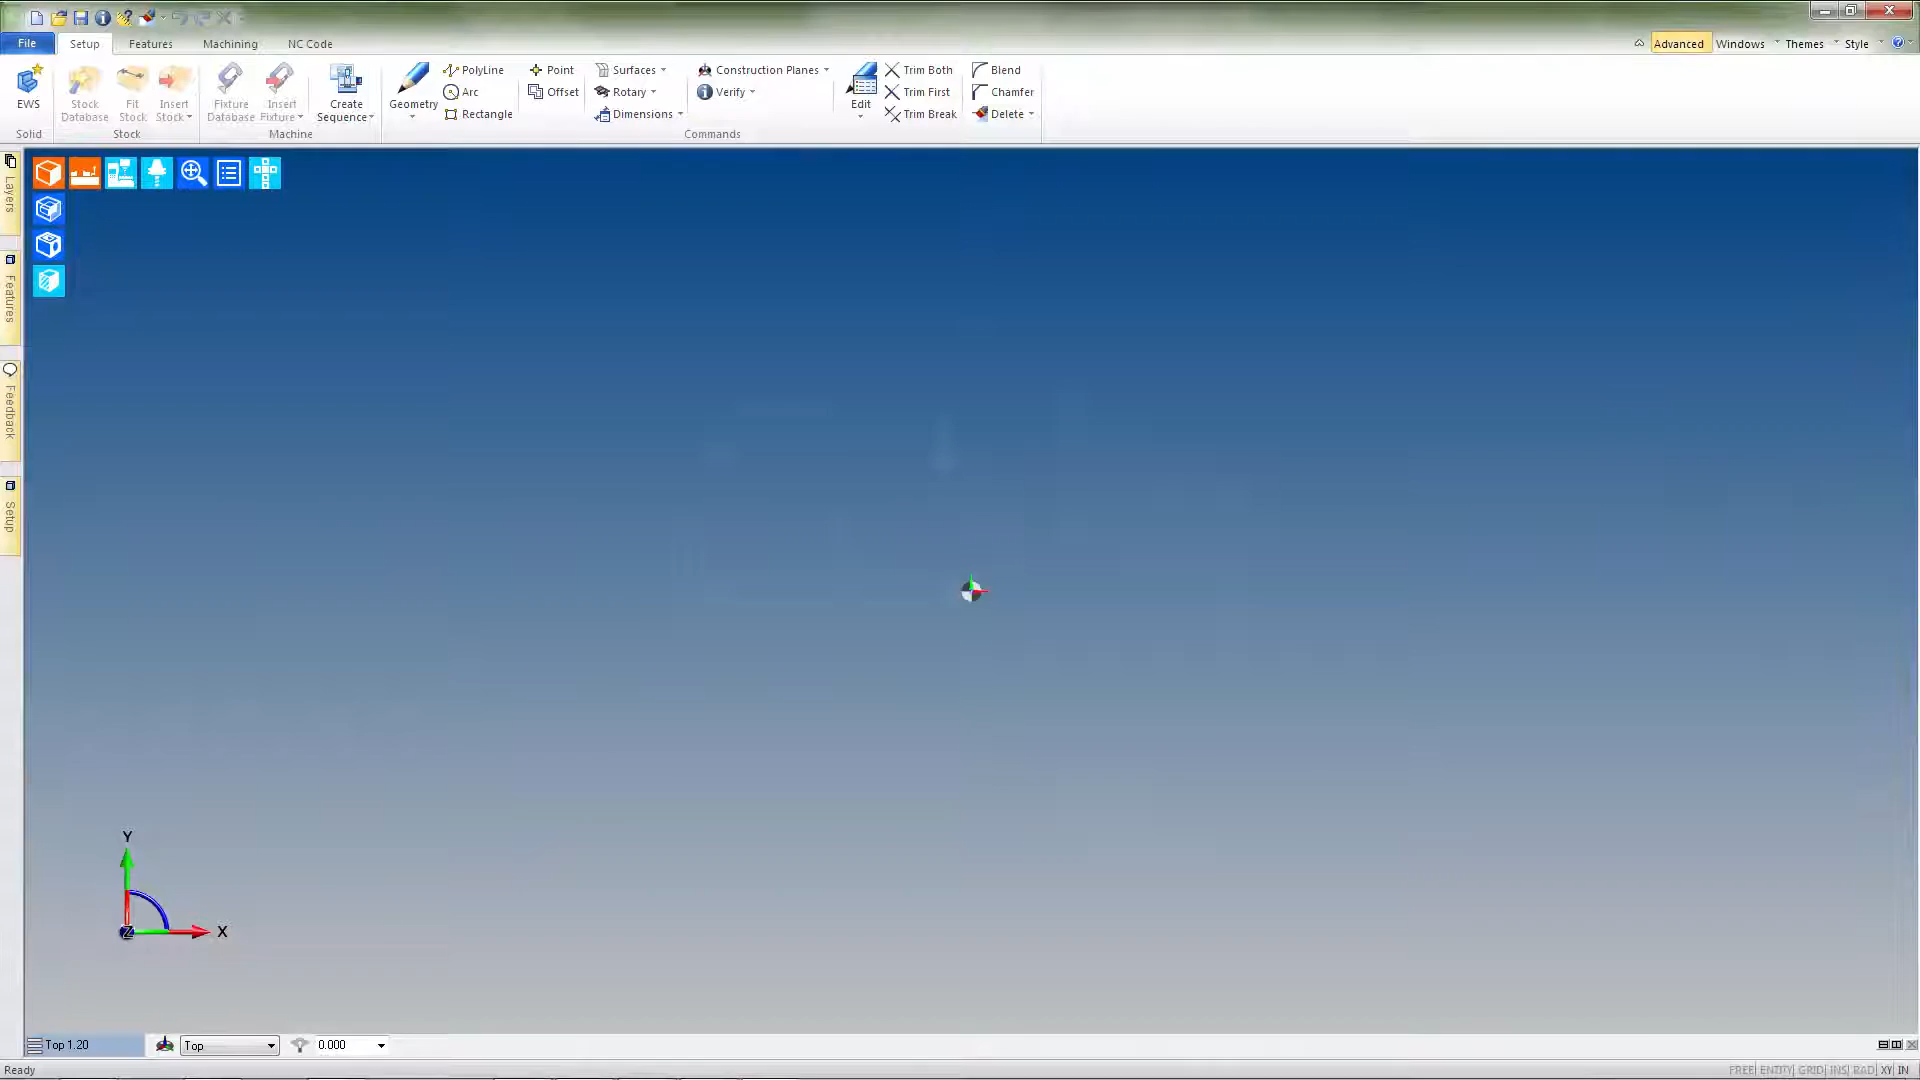 File Setup Features Machining NC Code Advanced Windows Themes Style
EWS Stock Database Fit Stock Insert Stock Fixture Database Insert Fixture Create Sequence Geometry PolyLine Point Surfaces Construction Planes Edit Trim Both Blend
Arc Offset Rotary Verify Trim First Chamfer
Rectangle Dimensions Trim Break Delete
Solid Stock Machine Commands
Layers
Features
Feedback
Setup
Y
Z X
Top 1.20 Top 0.000
Ready FREE ENTITY GRID INS RAD XY IN